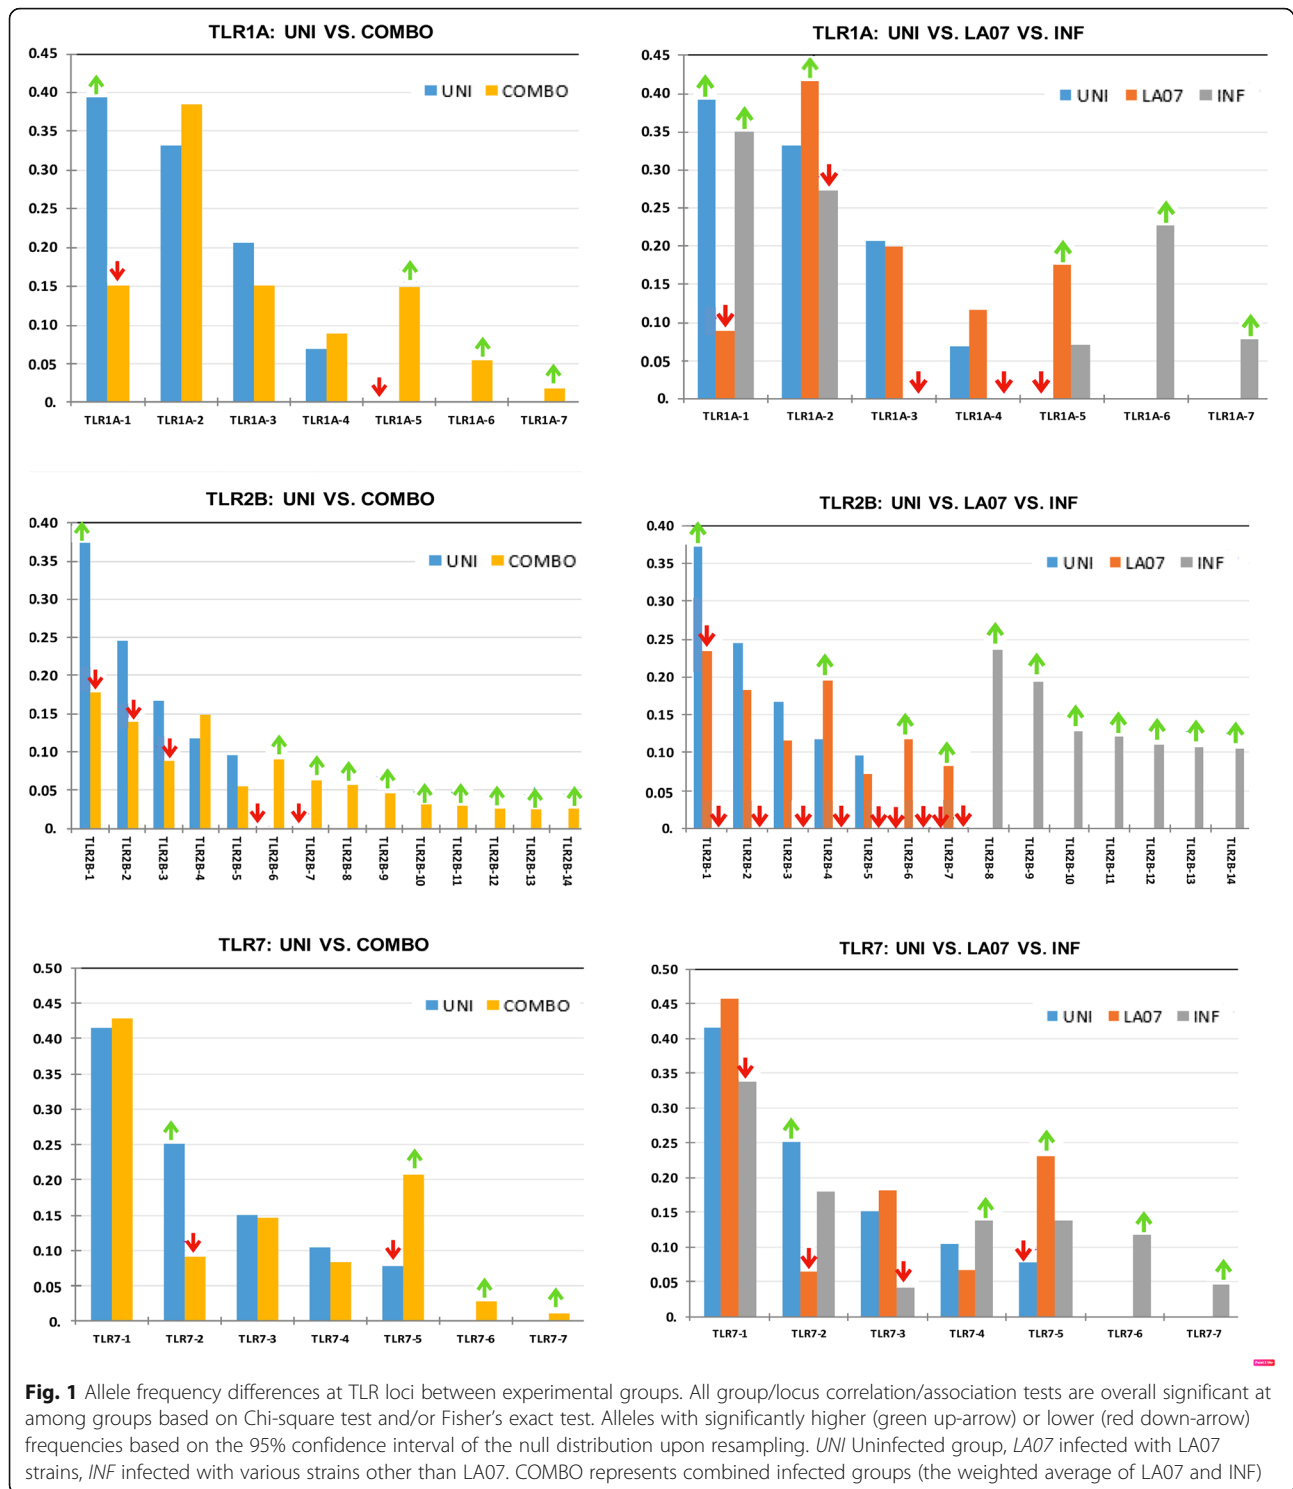 TLR1A: UNI VS. COMBO
0.45
0.40
0.35
0.30
0.25
0.20
0.15
0.10
0.05
0.
UNI COMBO
TLR1A-1 TLR1A-2 TLR1A-3 TLR1A-4 TLR1A-5 TLR1A-6 TLR1A-7
TLR1A: UNI VS. LA07 VS. INF
0.45
0.40
0.35
0.30
0.25
0.20
0.15
0.10
0.05
0.
UNI LA07 INF
TLR1A-1 TLR1A-2 TLR1A-3 TLR1A-4 TLR1A-5 TLR1A-6 TLR1A-7
TLR2B: UNI VS. COMBO
0.40
0.35
0.30
0.25
0.20
0.15
0.10
0.05
0.
UNI COMBO
TLR2B-1 TLR2B-2 TLR2B-3 TLR2B-4 TLR2B-5 TLR2B-6 TLR2B-7 TLR2B-8 TLR2B-9 TLR2B-10 TLR2B-11 TLR2B-12 TLR2B-13 TLR2B-14
TLR2B: UNI VS. LA07 VS. INF
0.40
0.35
0.30
0.25
0.20
0.15
0.10
0.05
0.
UNI LA07 INF
TLR2B-1 TLR2B-2 TLR2B-3 TLR2B-4 TLR2B-5 TLR2B-6 TLR2B-7 TLR2B-8 TLR2B-9 TLR2B-10 TLR2B-11 TLR2B-12 TLR2B-13 TLR2B-14
TLR7: UNI VS. COMBO
0.50
0.45
0.40
0.35
0.30
0.25
0.20
0.15
0.10
0.05
0.
UNI COMBO
TLR7-1 TLR7-2 TLR7-3 TLR7-4 TLR7-5 TLR7-6 TLR7-7
TLR7: UNI VS. LA07 VS. INF
0.50
0.45
0.40
0.35
0.30
0.25
0.20
0.15
0.10
0.05
0.
UNI LA07 INF
TLR7-1 TLR7-2 TLR7-3 TLR7-4 TLR7-5 TLR7-6 TLR7-7
Fig. 1 Allele frequency differences at TLR loci between experimental groups. All group/locus correlation/association tests are overall significant at
among groups based on Chi-square test and/or Fisher's exact test. Alleles with significantly higher (green up-arrow) or lower (red down-arrow)
frequencies based on the 95% confidence interval of the null distribution upon resampling. UNI Uninfected group, LA07 infected with LA07
strains, INF infected with various strains other than LA07. COMBO represents combined infected groups (the weighted average of LA07 and INF)